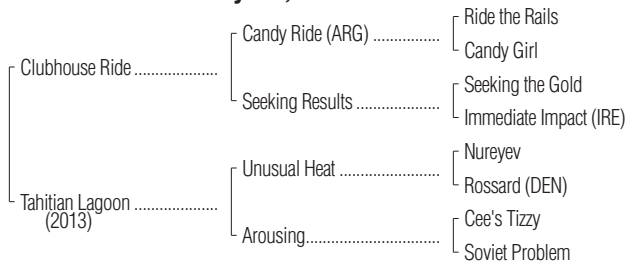 Ride the Rails
Candy Ride (ARG) ................
Candy Girl
Clubhouse Ride ....................
Seeking the Gold
Seeking Results ....................
Immediate Impact (IRE)
Nureyev
Unusual Heat ........................
Rossard (DEN)
Tahitian Lagoon ....................
(2013)
Cee's Tizzy
Arousing................................
Soviet Problem